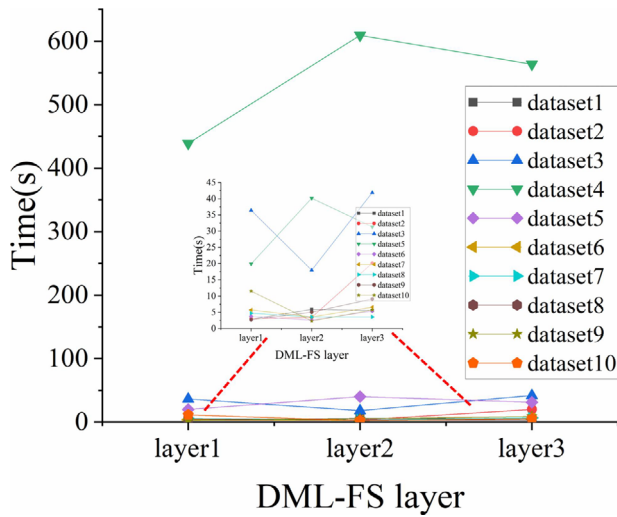 600
500
400
300
200
100
0
Time(s)
layer1
layer2
layer3
DML-FS layer
dataset1
dataset2
dataset3
dataset4
dataset5
dataset6
dataset7
dataset8
dataset9
dataset10
45
40
35
30
25
20
15
10
5
0
Time(s)
layer1
layer2
layer3
DML-FS layer
dataset1
dataset2
dataset3
dataset5
dataset6
dataset7
dataset8
dataset9
dataset10